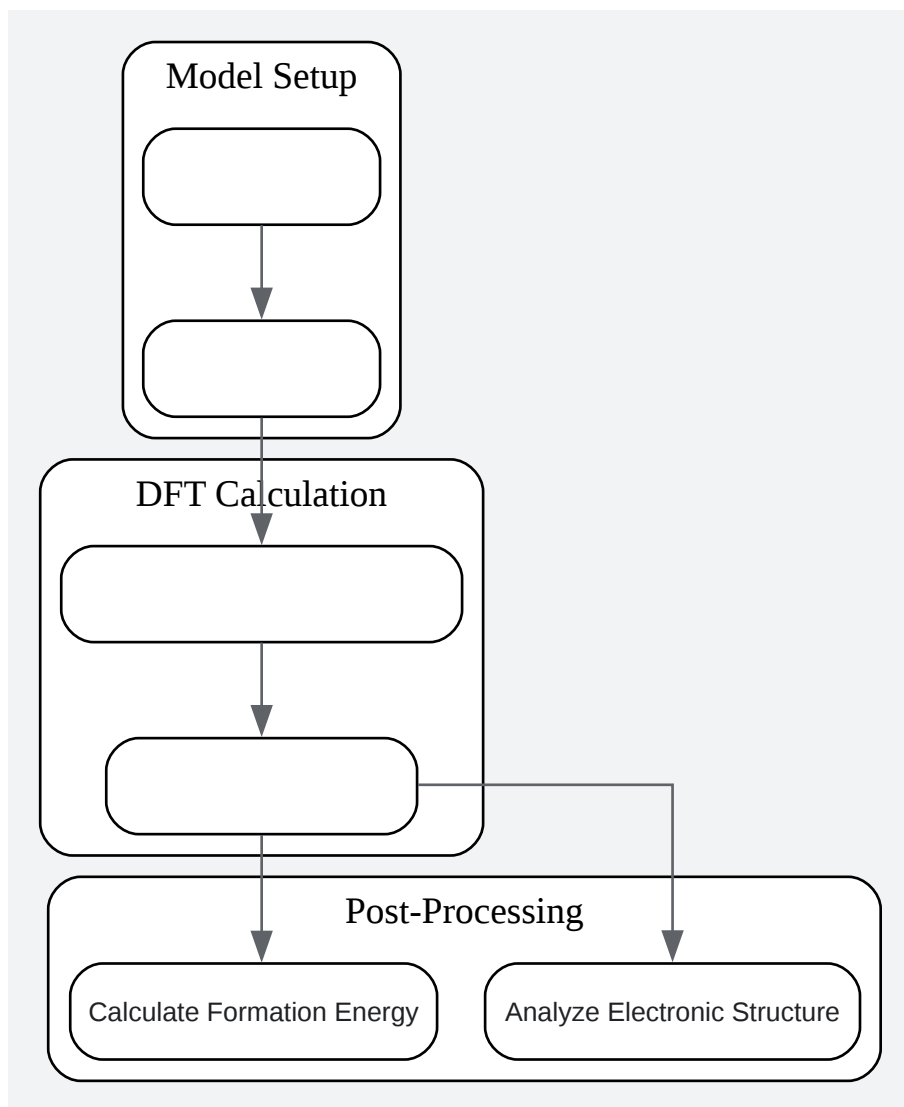 Model Setup
DFT Calculation
Post-Processing
Calculate Formation Energy
Analyze Electronic Structure